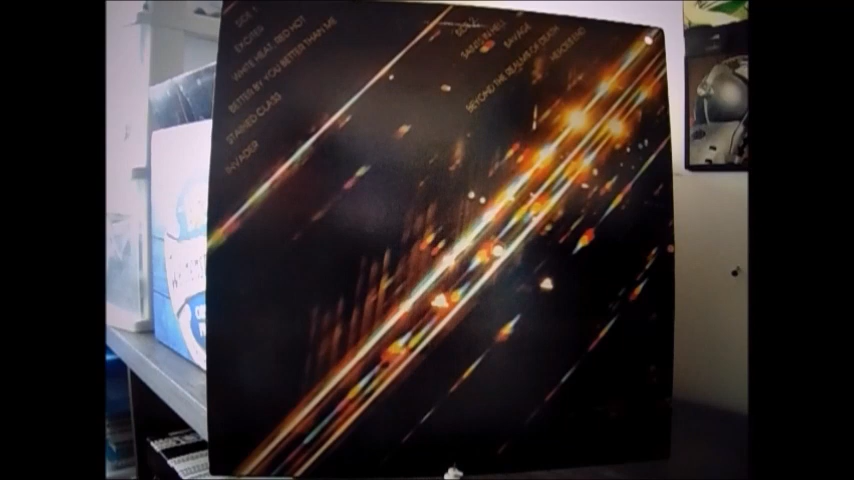 SIDE 1
EXCITER
WHITE HEAT, RED HOT
BETTER BY YOU BETTER THAN ME
STAINED CLASS
INVADER
SIDE 2
SAINTS IN HELL
SAVAGE
BEYOND THE REALMS OF DEATH
HEROES END